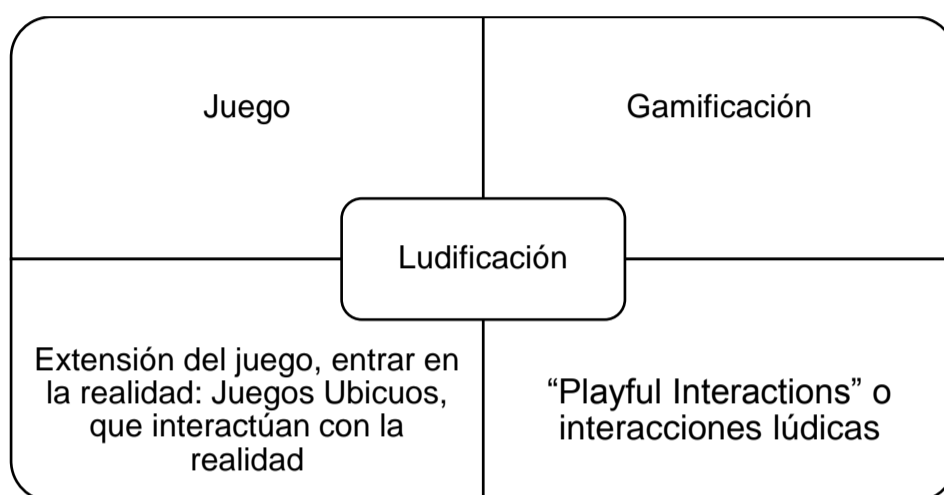 Juego
Gamificación
Ludificación
Extensión del juego, entrar en
la realidad: Juegos Ubicuos,
que interactúan con la
realidad
“Playful Interactions” o
interacciones lúdicas